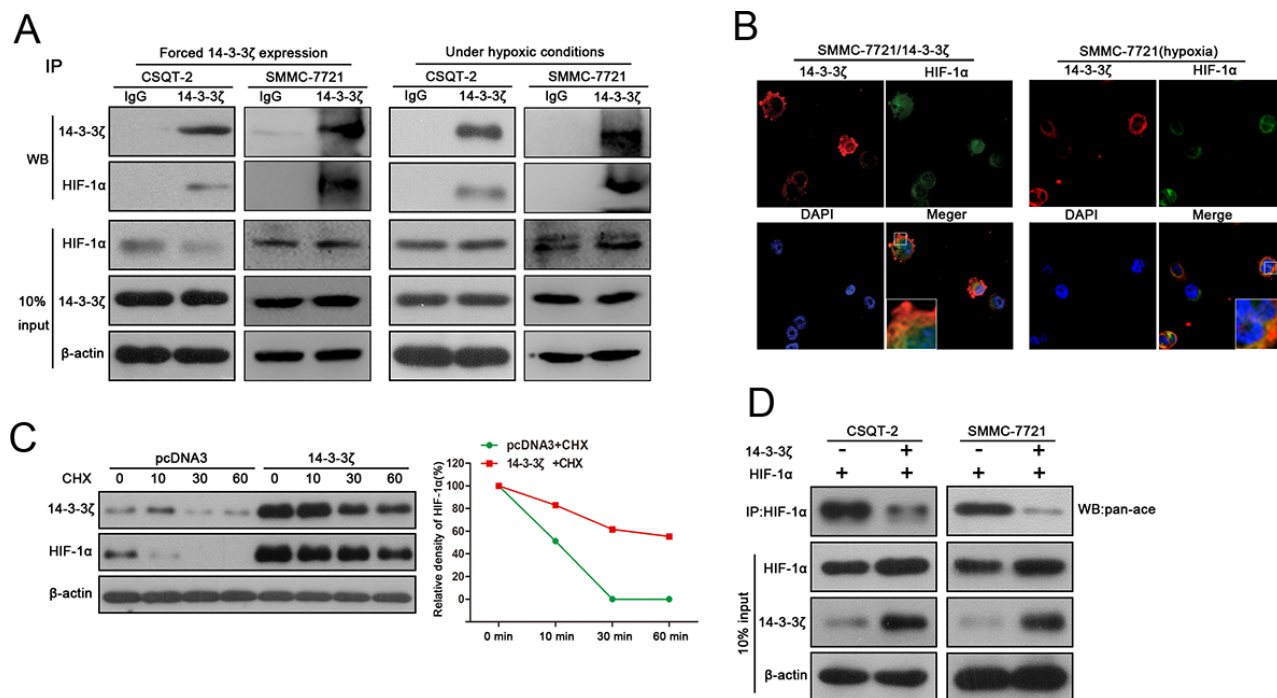 A
IP
Forced 14-3-3ζ expression
Under hypoxic conditions
CSQT-2 SMMC-7721 CSQT-2 SMMC-7721
IgG 14-3-3ζ IgG 14-3-3ζ IgG 14-3-3ζ IgG 14-3-3ζ
WB
14-3-3ζ
HIF-1α
10% input
HIF-1α
14-3-3ζ
β-actin
B
SMMC-7721/14-3-3ζ SMMC-7721(hypoxia)
14-3-3ζ HIF-1α 14-3-3ζ HIF-1α
DAPI Meger DAPI Merge
C
pcDNA3 14-3-3ζ
CHX 0 10 30 60 0 10 30 60
14-3-3ζ
HIF-1α
β-actin
pcDNA3+CHX
14-3-3ζ +CHX
Relative density of HIF-1α(%)
120
100
80
60
40
20
0
0 min 10 min 30 min 60 min
D
CSQT-2 SMMC-7721
14-3-3ζ - + - +
HIF-1α + + + +
IP:HIF-1α WB:pan-ace
10% input
HIF-1α
14-3-3ζ
β-actin